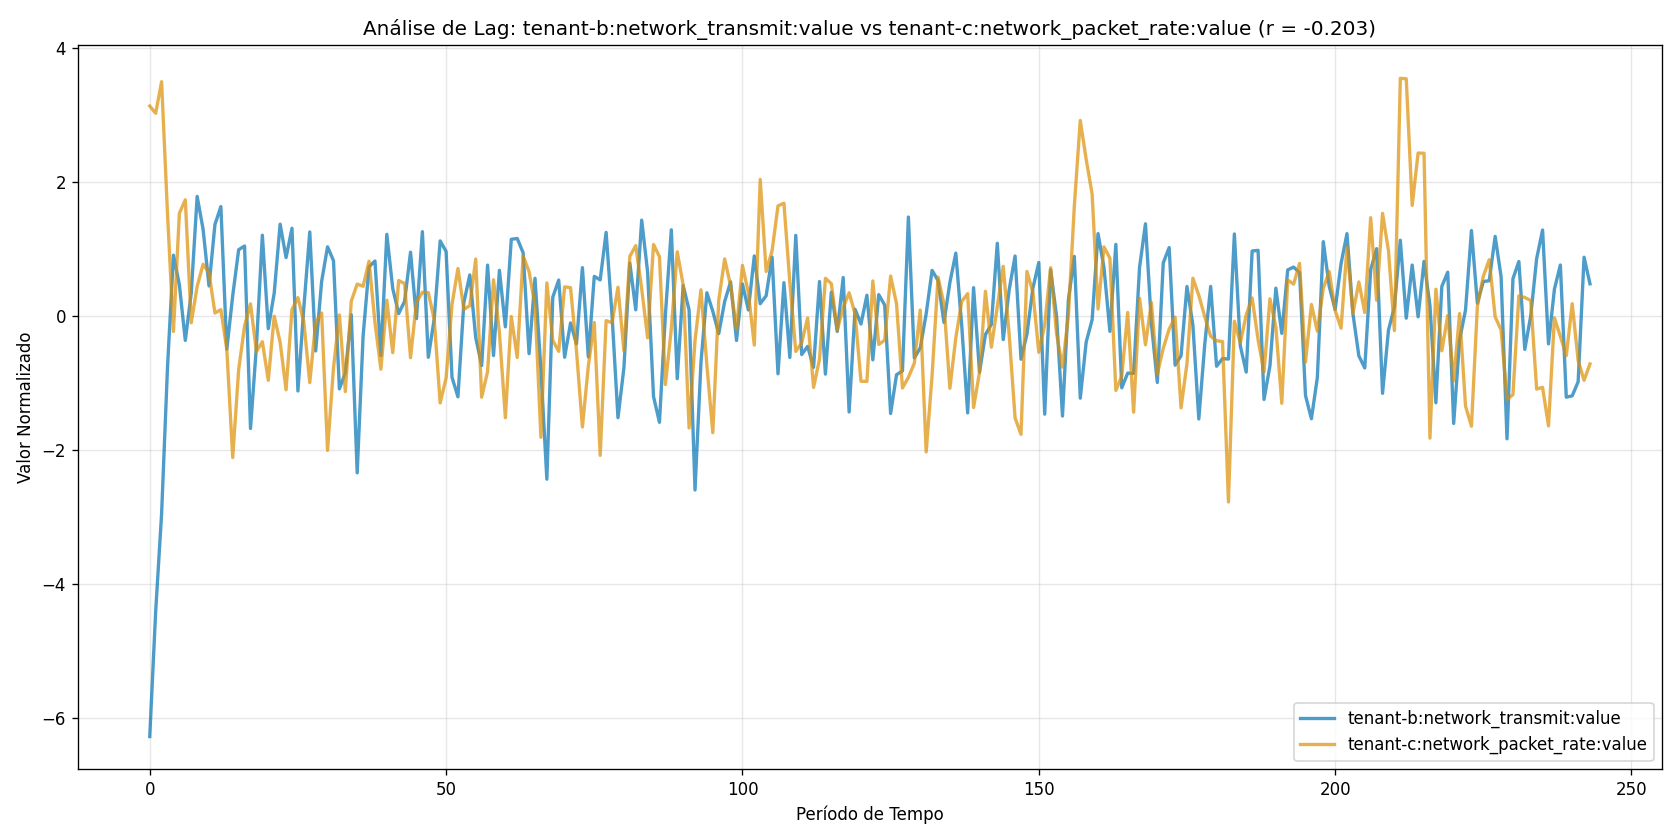 Análise de Lag: tenant-b:network_transmit:value vs tenant-c:network_packet_rate:value (r = -0.203)
4
2
0
−2
−4
−6
Valor Normalizado
0
50
100
150
200
250
Período de Tempo
tenant-b:network_transmit:value
tenant-c:network_packet_rate:value